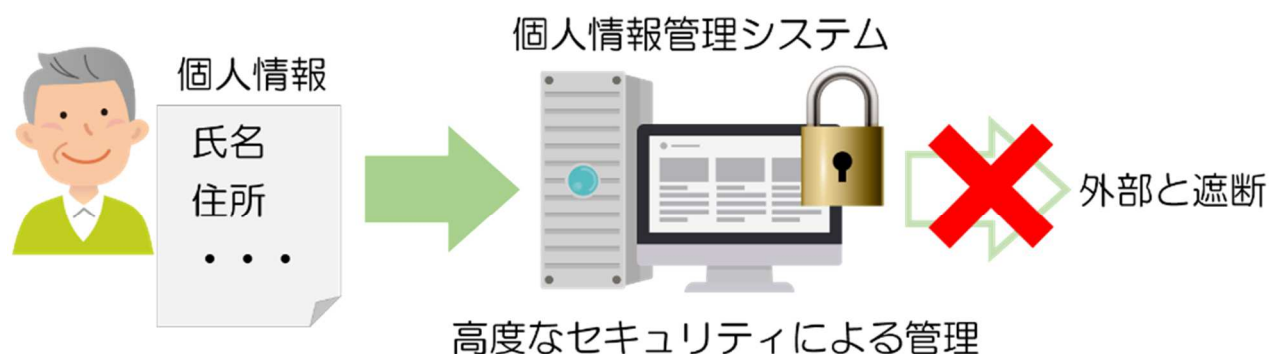 個人情報管理システム
個人情報
氏名
住所
・・・
外部と遮断
高度なセキュリティによる管理